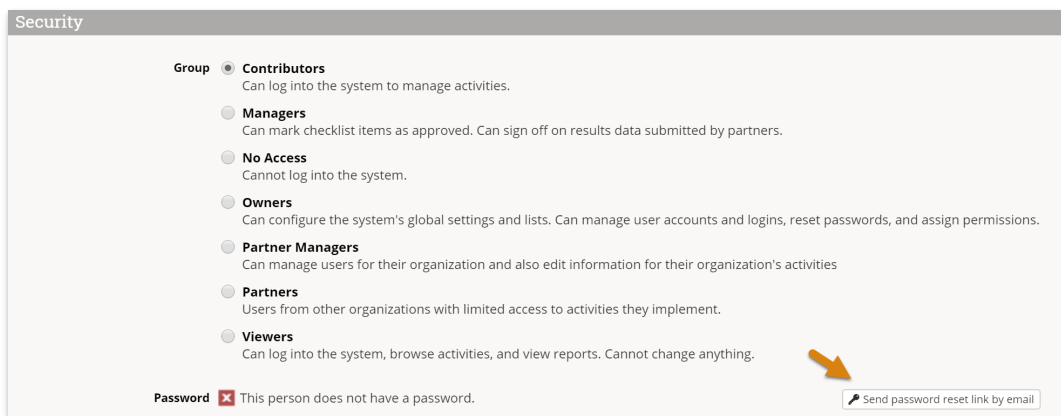 Security
Group Contributors
Can log into the system to manage activities.
Managers
Can mark checklist items as approved. Can sign off on results data submitted by partners.
No Access
Cannot log into the system.
Owners
Can configure the system's global settings and lists. Can manage user accounts and logins, reset passwords, and assign permissions.
Partner Managers
Can manage users for their organization and also edit information for their organization's activities
Partners
Users from other organizations with limited access to activities they implement.
Viewers
Can log into the system, browse activities, and view reports. Cannot change anything.
Password This person does not have a password. Send password reset link by email